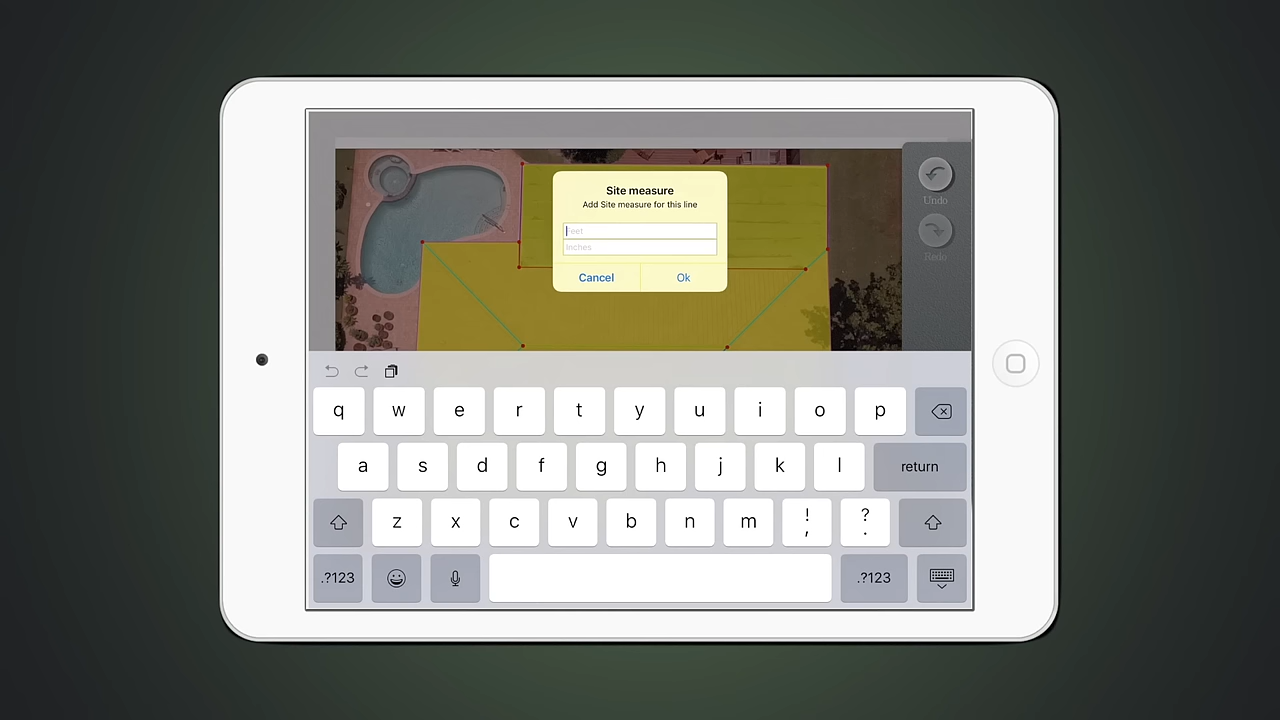 Site measure
Add Site measure for this line
Feet
Inches
Cancel Ok
Undo
Redo
q w e r t y u i o p
a s d f g h j k l return
z x c v b n m ! , ? .
.?123 .?123